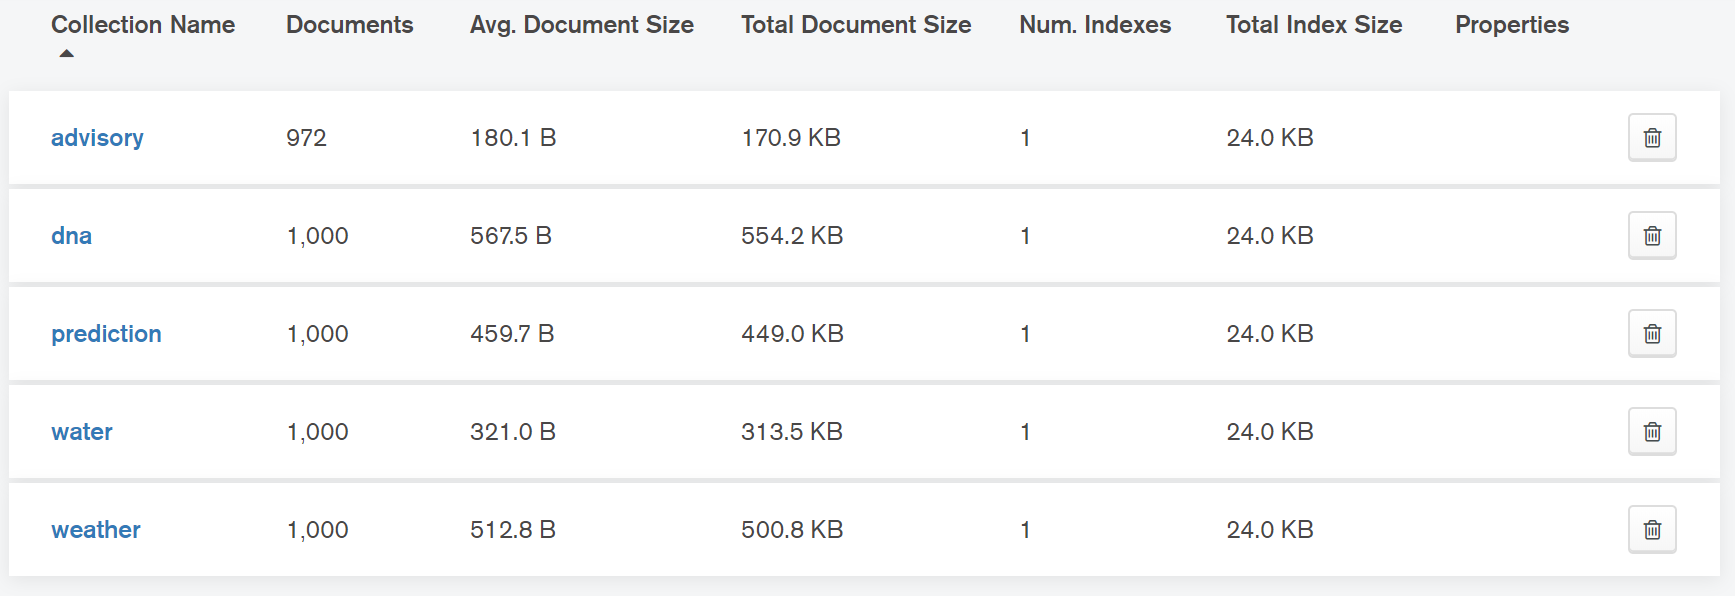 Collection Name Documents Avg. Document Size Total Document Size Num. Indexes Total Index Size Properties
advisory 972 180.1 B 170.9 KB 1 24.0 KB
dna 1,000 567.5 B 554.2 KB 1 24.0 KB
prediction 1,000 459.7 B 449.0 KB 1 24.0 KB
water 1,000 321.0 B 313.5 KB 1 24.0 KB
weather 1,000 512.8 B 500.8 KB 1 24.0 KB